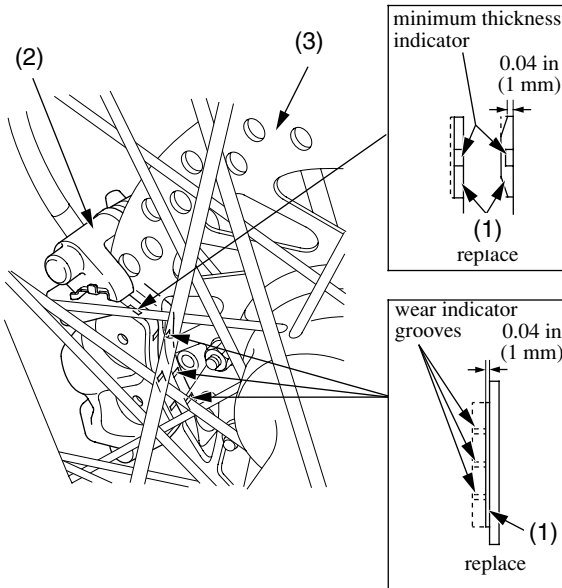 (2)
(3)
minimum thickness
indicator
0.04 in
(1 mm)
(1)
replace
wear indicator
grooves
0.04 in
(1 mm)
(1)
replace